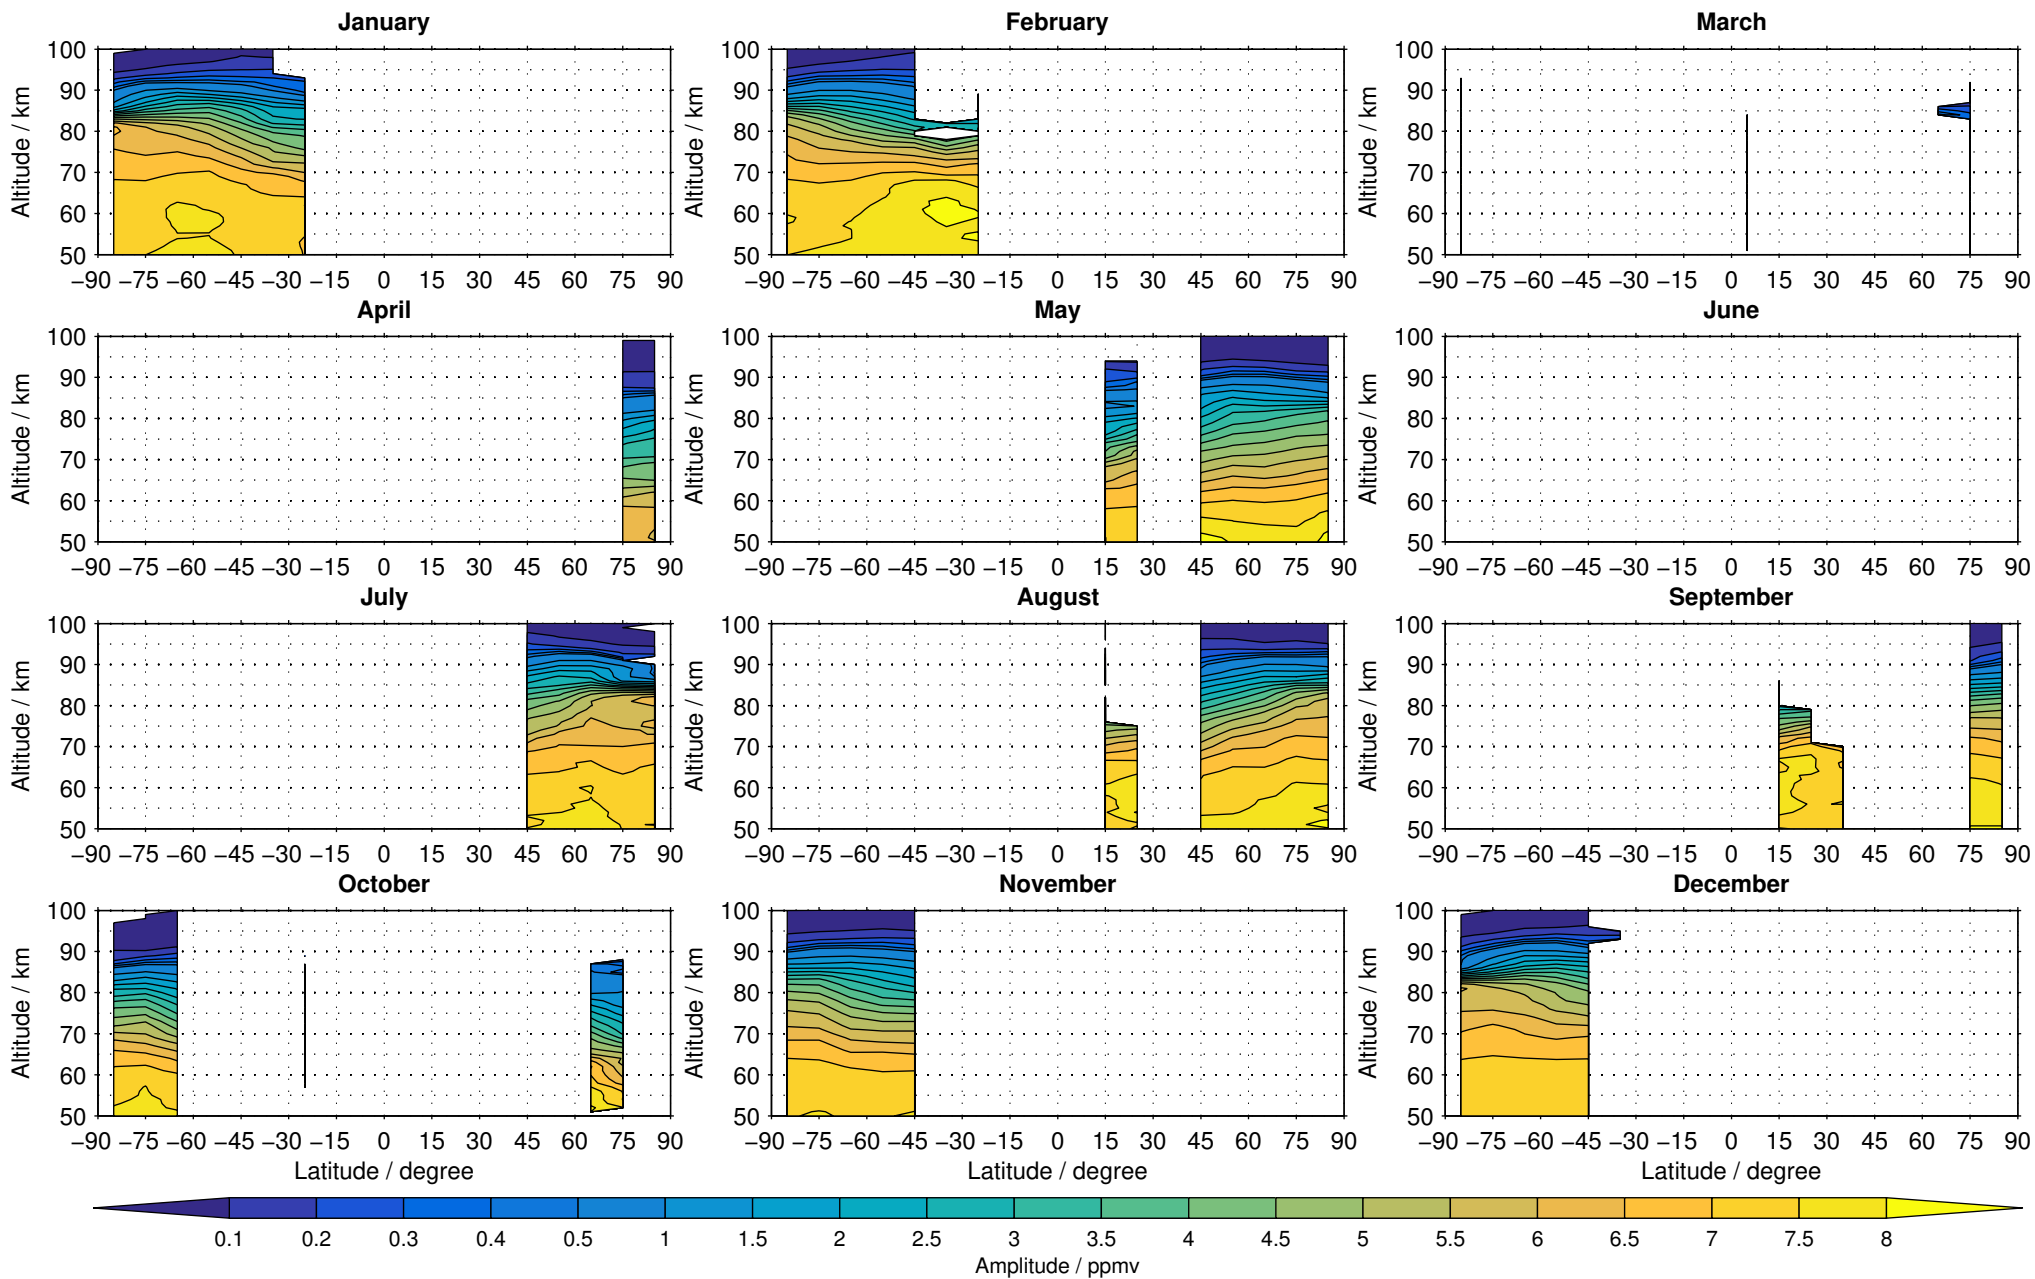 January February March
100 100 100
90 90 90
80 80 80
70 70 70
60 60 60
50 50 50
Altitude / km Altitude / km Altitude / km
−90 −75 −60 −45 −30 −15 0 15 30 45 60 75 90 −90 −75 −60 −45 −30 −15 0 15 30 45 60 75 90 −90 −75 −60 −45 −30 −15 0 15 30 45 60 75 90
April May June
100 100 100
90 90 90
80 80 80
70 70 70
60 60 60
50 50 50
Altitude / km Altitude / km Altitude / km
−90 −75 −60 −45 −30 −15 0 15 30 45 60 75 90 −90 −75 −60 −45 −30 −15 0 15 30 45 60 75 90 −90 −75 −60 −45 −30 −15 0 15 30 45 60 75 90
July August September
100 100 100
90 90 90
80 80 80
70 70 70
60 60 60
50 50 50
Altitude / km Altitude / km Altitude / km
−90 −75 −60 −45 −30 −15 0 15 30 45 60 75 90 −90 −75 −60 −45 −30 −15 0 15 30 45 60 75 90 −90 −75 −60 −45 −30 −15 0 15 30 45 60 75 90
October November December
100 100 100
90 90 90
80 80 80
70 70 70
60 60 60
50 50 50
Altitude / km Altitude / km Altitude / km
−90 −75 −60 −45 −30 −15 0 15 30 45 60 75 90 −90 −75 −60 −45 −30 −15 0 15 30 45 60 75 90 −90 −75 −60 −45 −30 −15 0 15 30 45 60 75 90
Latitude / degree Latitude / degree Latitude / degree
0.1 0.2 0.3 0.4 0.5 1 1.5 2 2.5 3 3.5 4 4.5 5 5.5 6 6.5 7 7.5 8
Amplitude / ppmv